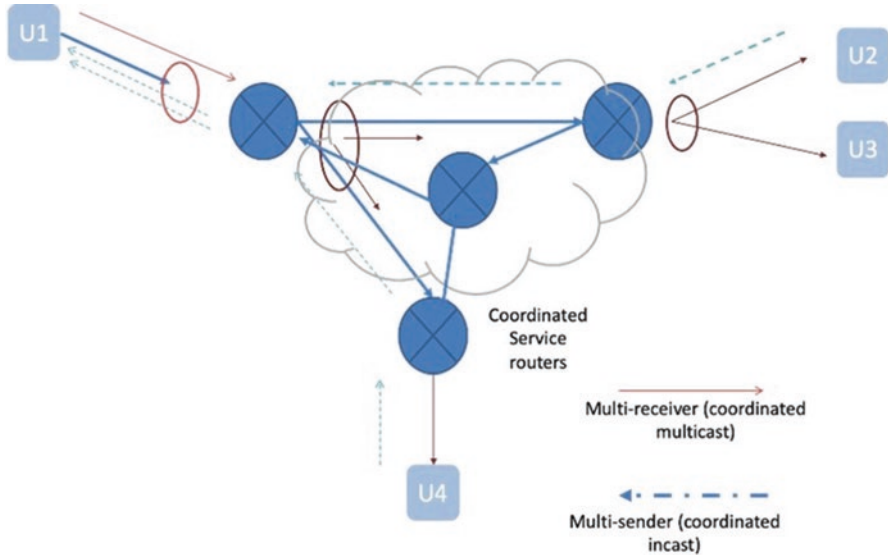 U1
U2
U3
Coordinated
Service
routers
Multi-receiver (coordinated
multicast)
U4
Multi-sender (coordinated
incast)